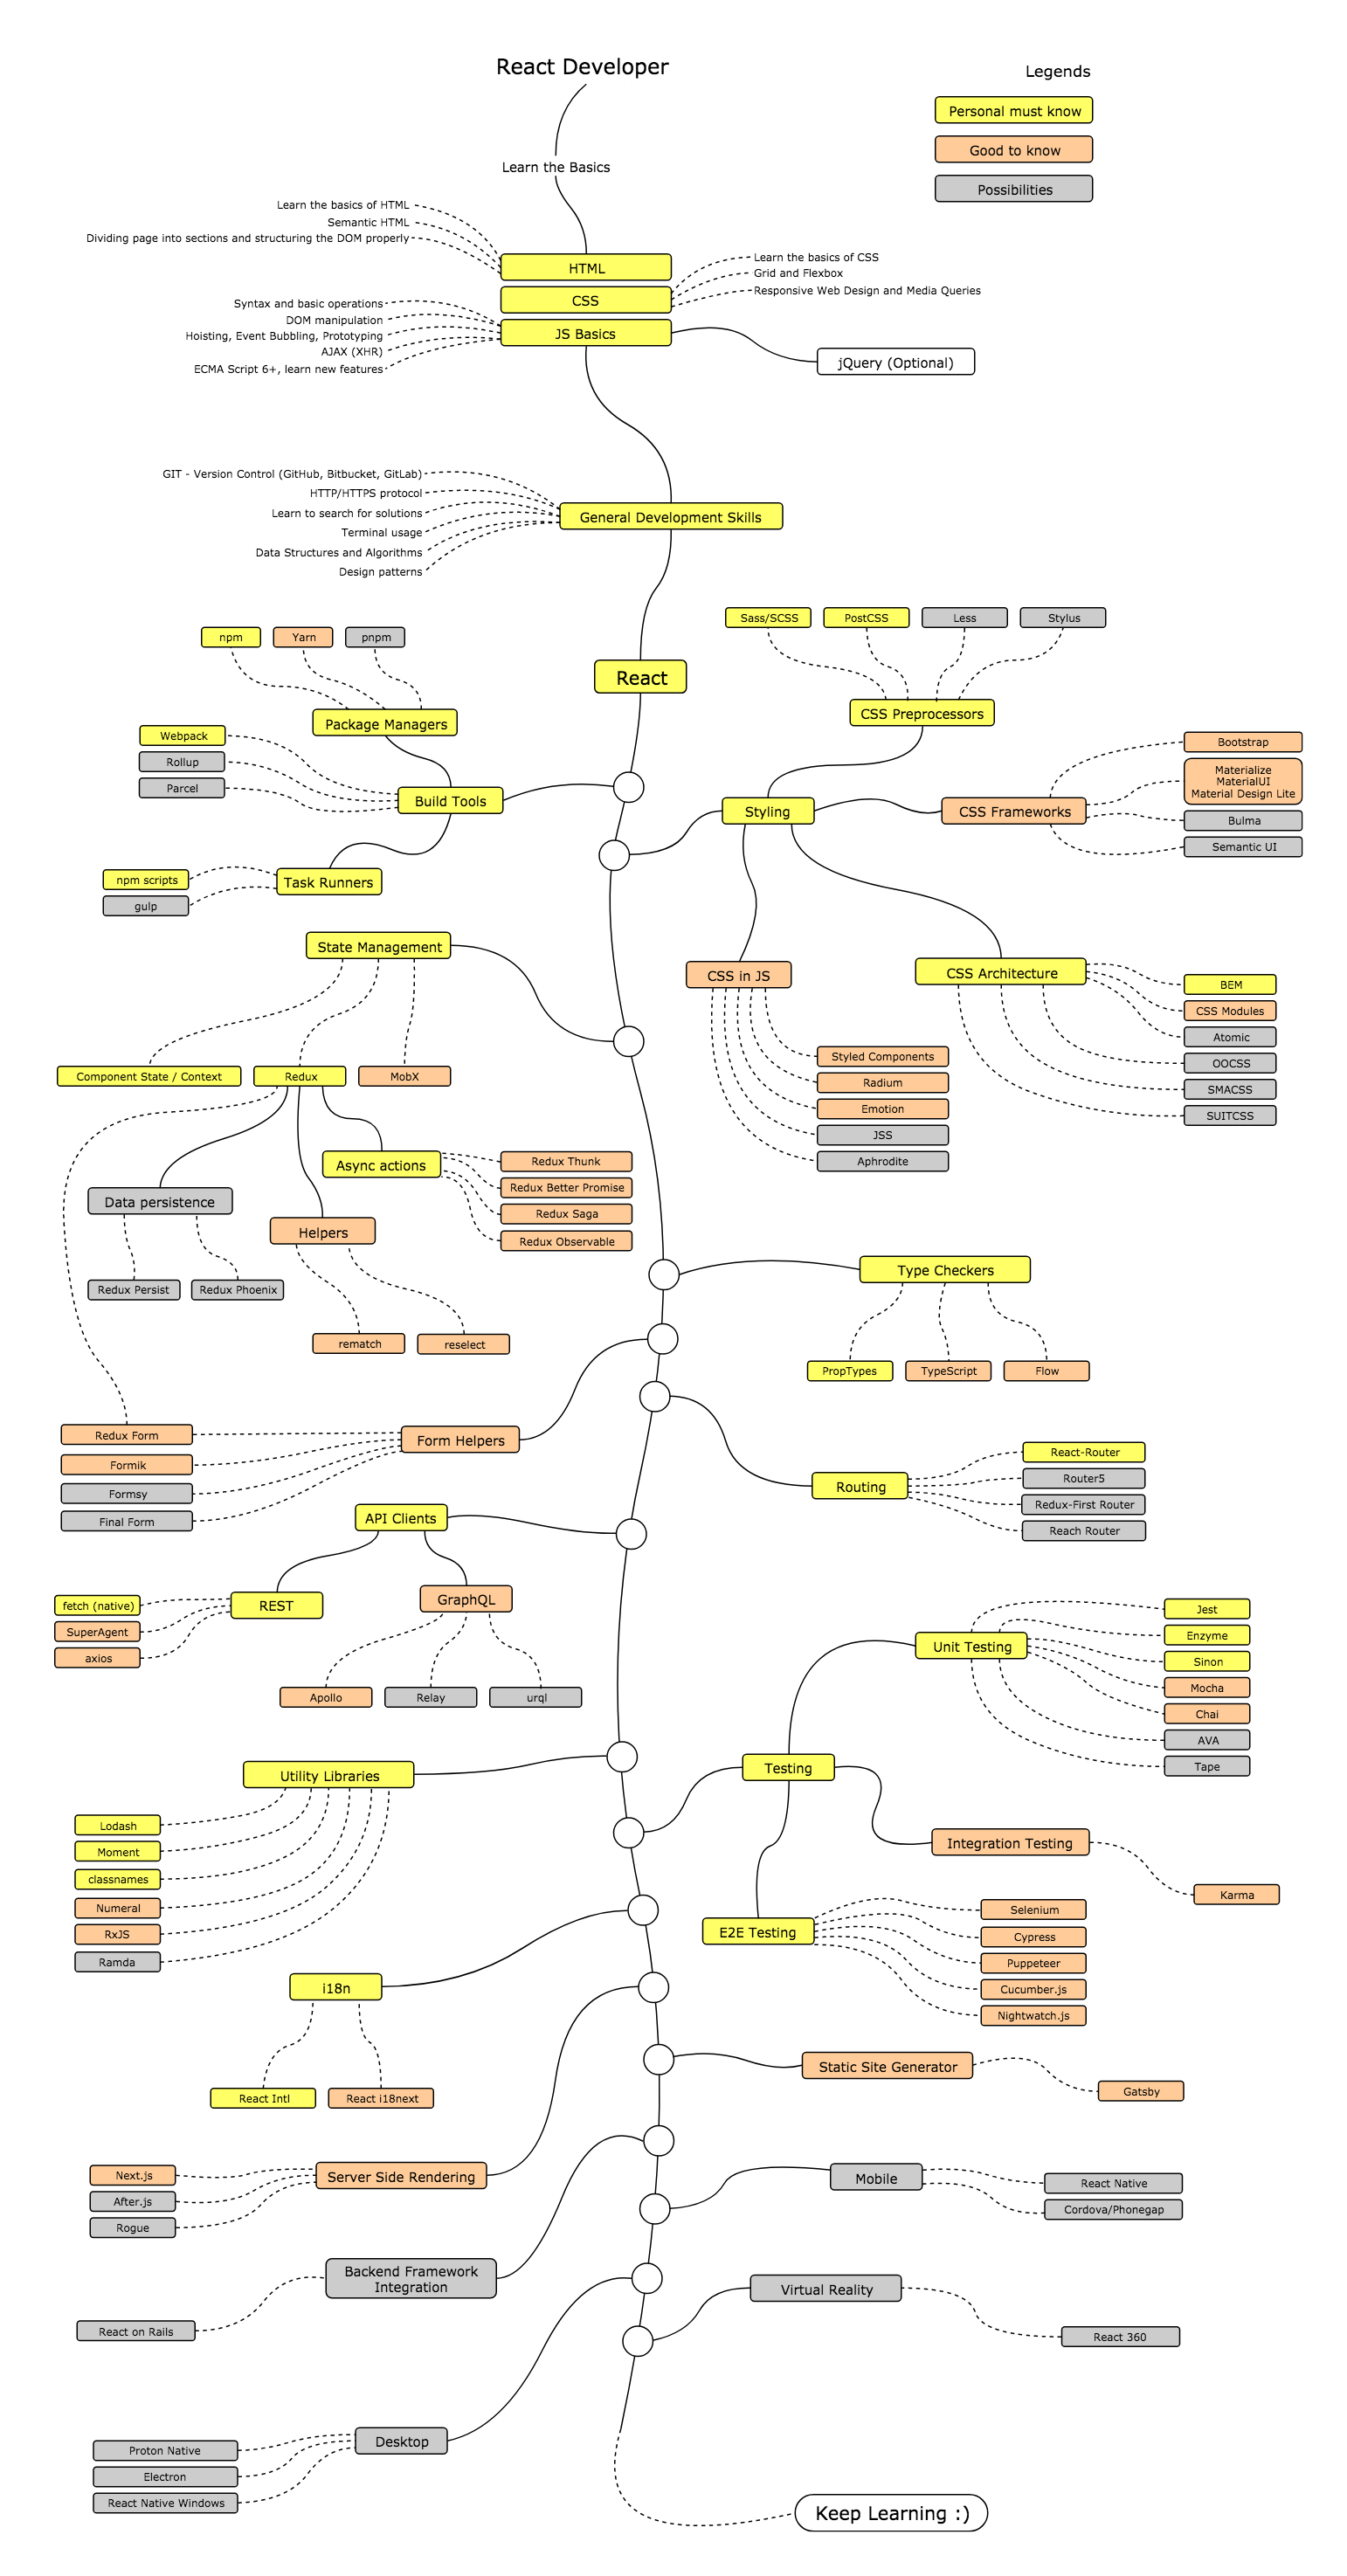 React Developer
Legends
Personal must know
Good to know
Possibilities
Learn the Basics
Learn the basics of HTML
Semantic HTML
Dividing page into sections and structuring the DOM properly
HTML
Learn the basics of CSS
Grid and Flexbox
Responsive Web Design and Media Queries
CSS
Syntax and basic operations
DOM manipulation
Hoisting, Event Bubbling, Prototyping
AJAX (XHR)
ECMA Script 6+, learn new features
JS Basics
jQuery (Optional)
GIT - Version Control (GitHub, Bitbucket, GitLab)
HTTP/HTTPS protocol
Learn to search for solutions
Terminal usage
Data Structures and Algorithms
Design patterns
General Development Skills
React
npm
Yarn
pnpm
Package Managers
Webpack
Rollup
Parcel
Build Tools
npm scripts
gulp
Task Runners
Sass/SCSS
PostCSS
Less
Stylus
CSS Preprocessors
Styling
CSS Frameworks
Bootstrap
Materialize
MaterialUI
Material Design Lite
Bulma
Semantic UI
CSS in JS
Styled Components
Radium
Emotion
JSS
Aphrodite
CSS Architecture
BEM
CSS Modules
Atomic
OOCSS
SMACSS
SUITCSS
State Management
Component State / Context
Redux
MobX
Async actions
Redux Thunk
Redux Better Promise
Redux Saga
Redux Observable
Data persistence
Redux Persist
Redux Phoenix
Helpers
rematch
reselect
Type Checkers
PropTypes
TypeScript
Flow
Form Helpers
Redux Form
Formik
Formsy
Final Form
Routing
React-Router
Router5
Redux-First Router
Reach Router
API Clients
REST
fetch (native)
SuperAgent
axios
GraphQL
Apollo
Relay
urql
Utility Libraries
Lodash
Moment
classnames
Numeral
RxJS
Ramda
Testing
Unit Testing
Jest
Enzyme
Sinon
Mocha
Chai
AVA
Tape
Integration Testing
Karma
E2E Testing
Selenium
Cypress
Puppeteer
Cucumber.js
Nightwatch.js
i18n
React Intl
React i18next
Server Side Rendering
Next.js
After.js
Rogue
Static Site Generator
Gatsby
Backend Framework
Integration
React on Rails
Mobile
React Native
Cordova/Phonegap
Virtual Reality
React 360
Desktop
Proton Native
Electron
React Native Windows
Keep Learning :)